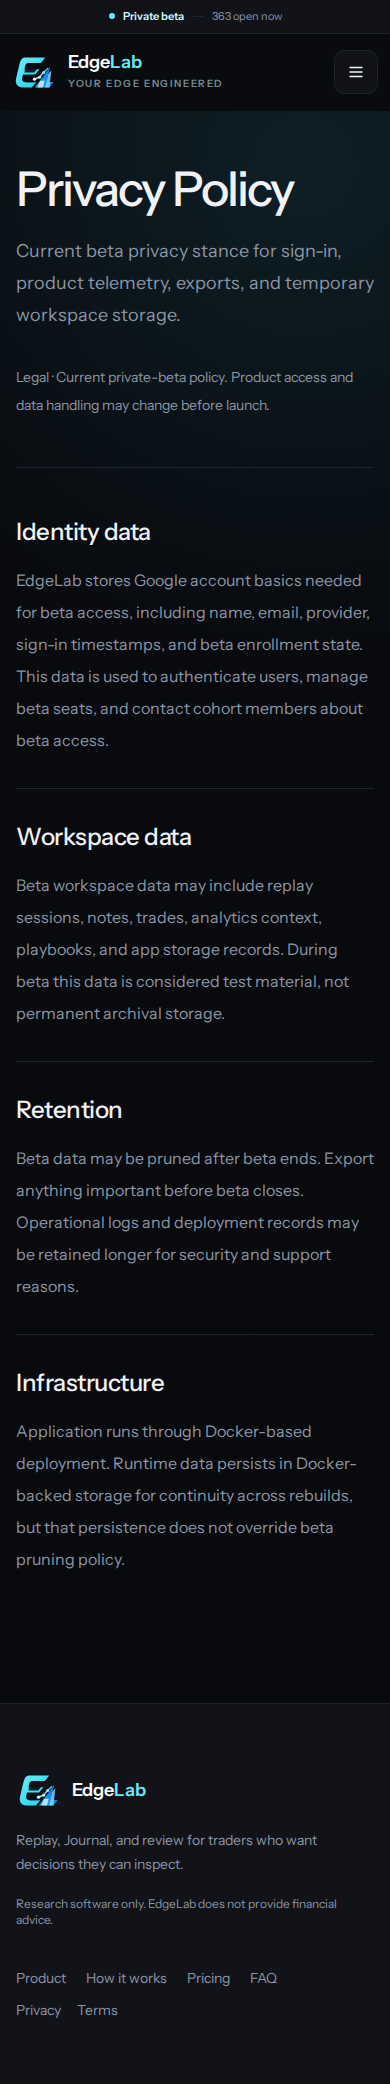 Private beta — 363 open now
EdgeLab
YOUR EDGE ENGINEERED
Privacy Policy
Current beta privacy stance for sign-in,
product telemetry, exports, and temporary
workspace storage.
Legal · Current private-beta policy. Product access and
data handling may change before launch.
Identity data
EdgeLab stores Google account basics needed
for beta access, including name, email, provider,
sign-in timestamps, and beta enrollment state.
This data is used to authenticate users, manage
beta seats, and contact cohort members about
beta access.
Workspace data
Beta workspace data may include replay
sessions, notes, trades, analytics context,
playbooks, and app storage records. During
beta this data is considered test material, not
permanent archival storage.
Retention
Beta data may be pruned after beta ends. Export
anything important before beta closes.
Operational logs and deployment records may
be retained longer for security and support
reasons.
Infrastructure
Application runs through Docker-based
deployment. Runtime data persists in Docker-
backed storage for continuity across rebuilds,
but that persistence does not override beta
pruning policy.
EdgeLab
Replay, Journal, and review for traders who want
decisions they can inspect.
Research software only. EdgeLab does not provide financial
advice.
Product How it works Pricing FAQ
Privacy Terms